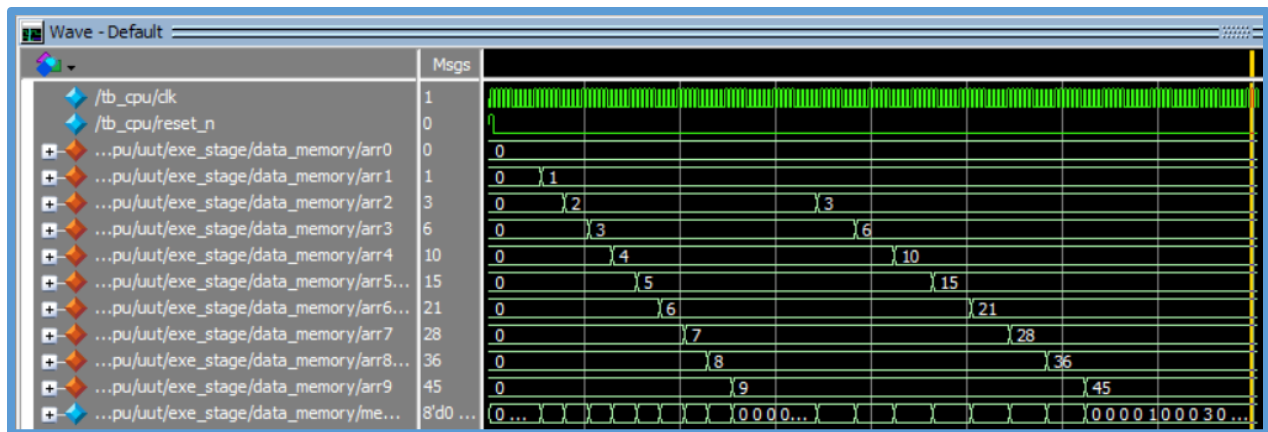 Wave - Default
Msgs
/tb_cpu/clk 1
/tb_cpu/reset_n 0
...pu/uut/exe_stage/data_memory/arr0 0 0
...pu/uut/exe_stage/data_memory/arr1 1 0 1
...pu/uut/exe_stage/data_memory/arr2 3 0 2 3
...pu/uut/exe_stage/data_memory/arr3 6 0 3 6
...pu/uut/exe_stage/data_memory/arr4 10 0 4 10
...pu/uut/exe_stage/data_memory/arr5... 15 0 5 15
...pu/uut/exe_stage/data_memory/arr6... 21 0 6 21
...pu/uut/exe_stage/data_memory/arr7 28 0 7 28
...pu/uut/exe_stage/data_memory/arr8... 36 0 8 36
...pu/uut/exe_stage/data_memory/arr9 45 0 9 45
...pu/uut/exe_stage/data_memory/me... 8'd0 ... 0 ... 0 0 0 0... 0 0 0 0 1 0 0 0 3 0 ...